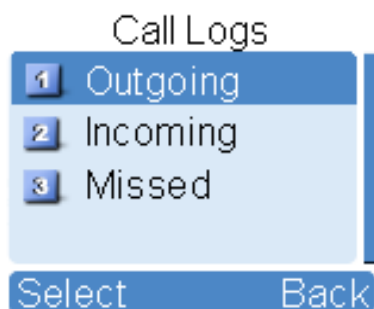 Call Logs
1 Outgoing
2 Incoming
3 Missed
Select Back